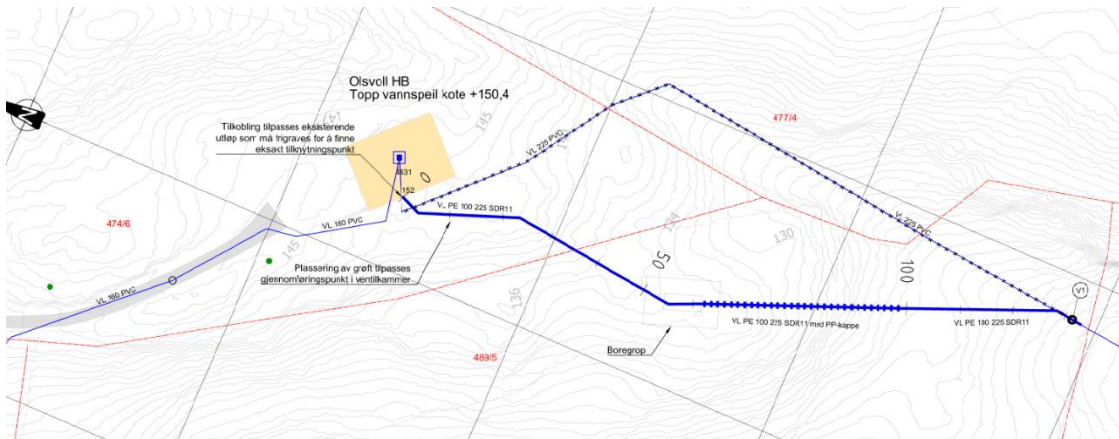 Olsvoll HB
Topp vannspeil kote +150,4
Tilkobling tilpasses eksisterende
utløp som må frigraves for å finne
eksakt tilknytningspunkt
145
VL 225 PVC
477/4
152
0
VL PE 100 225 SDR11
474/6
VL 160 PVC
145
134
130
VL 225 PVC
Plassering av grøft tilpasses
gjennomføringspunkt i ventilkammer
50
100
V1
VL 160 PVC
136
VL PE 100 225 SDR11 med PP-kappe
VL PE 100 225 SDR11
Boregrop
489/5